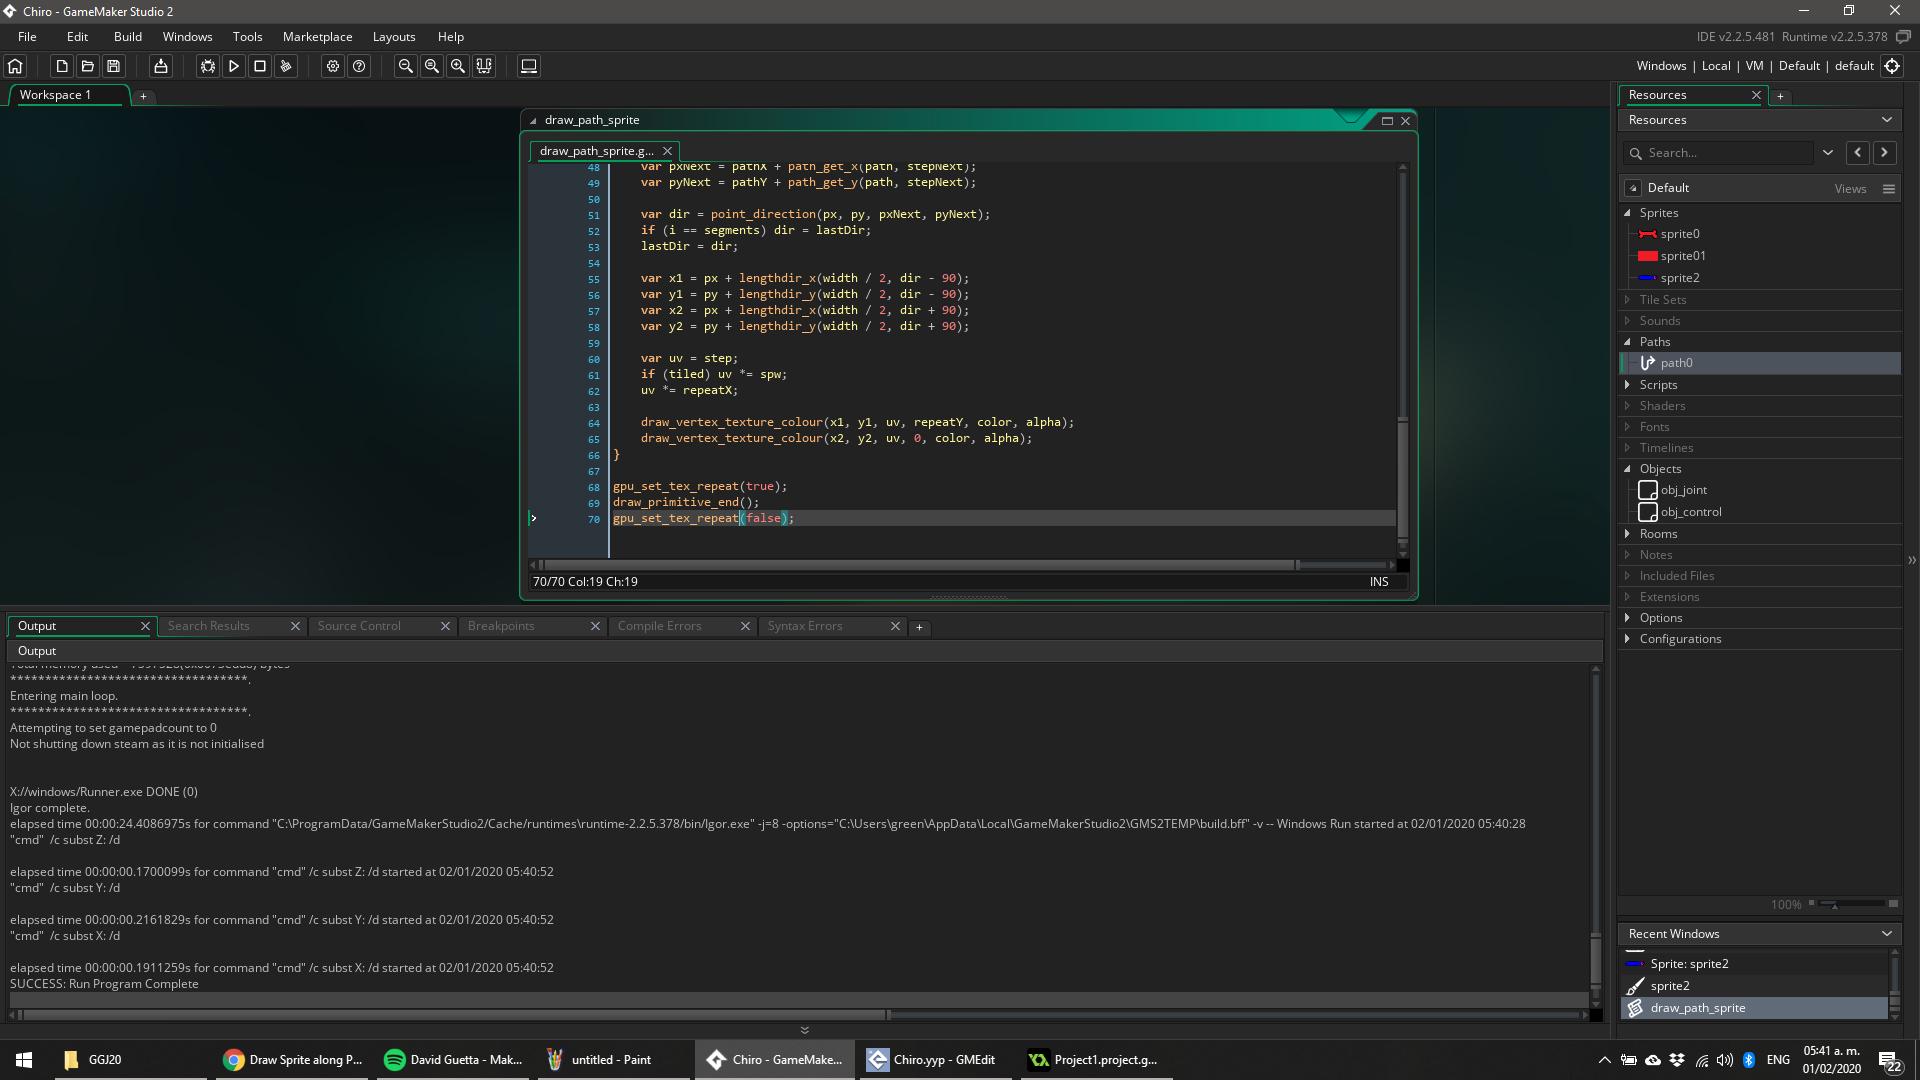 Chiro - GameMaker Studio 2
File Edit Build Windows Tools Marketplace Layouts Help
IDE v2.2.5.481 Runtime v2.2.5.378
Windows | Local | VM | Default | default
Workspace 1 +
draw_path_sprite
draw_path_sprite.g...
48 var pxNext = pathX + path_get_x(path, stepNext);
49 var pyNext = pathY + path_get_y(path, stepNext);
50
51 var dir = point_direction(px, py, pxNext, pyNext);
52 if (i == segments) dir = lastDir;
53 lastDir = dir;
54
55 var x1 = px + lengthdir_x(width / 2, dir - 90);
56 var y1 = py + lengthdir_y(width / 2, dir - 90);
57 var x2 = px + lengthdir_x(width / 2, dir + 90);
58 var y2 = py + lengthdir_y(width / 2, dir + 90);
59
60 var uv = step;
61 if (tiled) uv *= spw;
62 uv *= repeatX;
63
64 draw_vertex_texture_colour(x1, y1, uv, repeatY, color, alpha);
65 draw_vertex_texture_colour(x2, y2, uv, 0, color, alpha);
66 }
67
68 gpu_set_tex_repeat(true);
69 draw_primitive_end();
70 gpu_set_tex_repeat(false);
70/70 Col:19 Ch:19 INS
Resources +
Resources
Search...
Default Views
Sprites
sprite0
sprite01
sprite2
Tile Sets
Sounds
Paths
path0
Scripts
Shaders
Fonts
Timelines
Objects
obj_joint
obj_control
Rooms
Notes
Included Files
Extensions
Options
Configurations
100%
Recent Windows
Sprite: sprite2
sprite2
draw_path_sprite
Output Search Results Source Control Breakpoints Compile Errors Syntax Errors +
Output
**********************************.
Entering main loop.
**********************************.
Attempting to set gamepadcount to 0
Not shutting down steam as it is not initialised
X://windows/Runner.exe DONE (0)
Igor complete.
elapsed time 00:00:24.4086975s for command "C:\ProgramData/GameMakerStudio2/Cache/runtimes\runtime-2.2.5.378/bin/Igor.exe" -j=8 -options="C:\Users\green\AppData\Local\GameMakerStudio2\GMS2TEMP\build.bff" -v -- Windows Run started at 02/01/2020 05:40:28
"cmd" /c subst Z: /d
elapsed time 00:00:00.1700099s for command "cmd" /c subst Z: /d started at 02/01/2020 05:40:52
"cmd" /c subst Y: /d
elapsed time 00:00:00.2161829s for command "cmd" /c subst Y: /d started at 02/01/2020 05:40:52
"cmd" /c subst X: /d
elapsed time 00:00:00.1911259s for command "cmd" /c subst X: /d started at 02/01/2020 05:40:52
SUCCESS: Run Program Complete
GGJ20
Draw Sprite along P...
David Guetta - Mak...
untitled - Paint
Chiro - GameMake...
Chiro.yyp - GMEdit
Project1.project.g...
ENG
05:41 a. m.
01/02/2020
22